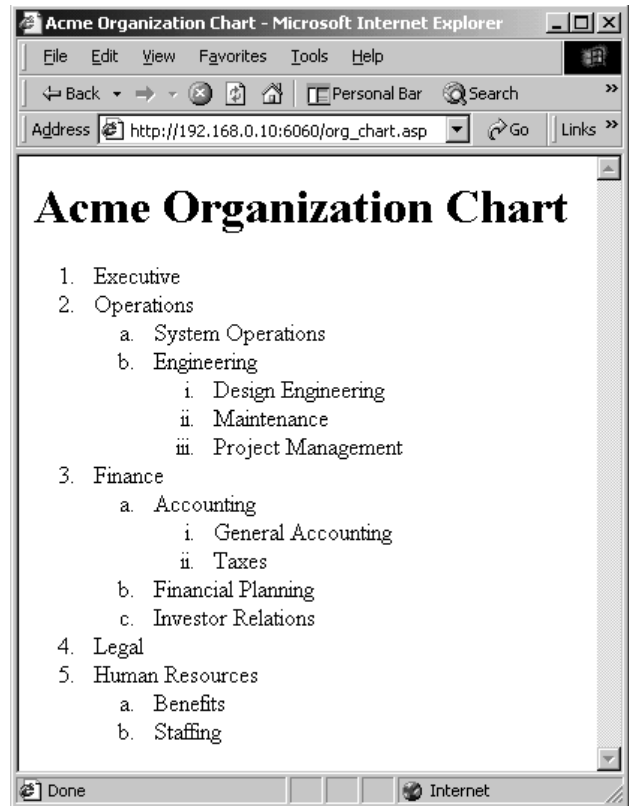 Acme Organization Chart - Microsoft Internet Explorer
File Edit View Favorites Tools Help
Back Personal Bar Search »
Address http://192.168.0.10:6060/org_chart.asp Go Links »
Acme Organization Chart
1. Executive
2. Operations
a. System Operations
b. Engineering
i. Design Engineering
ii. Maintenance
iii. Project Management
3. Finance
a. Accounting
i. General Accounting
ii. Taxes
b. Financial Planning
c. Investor Relations
4. Legal
5. Human Resources
a. Benefits
b. Staffing
Done Internet